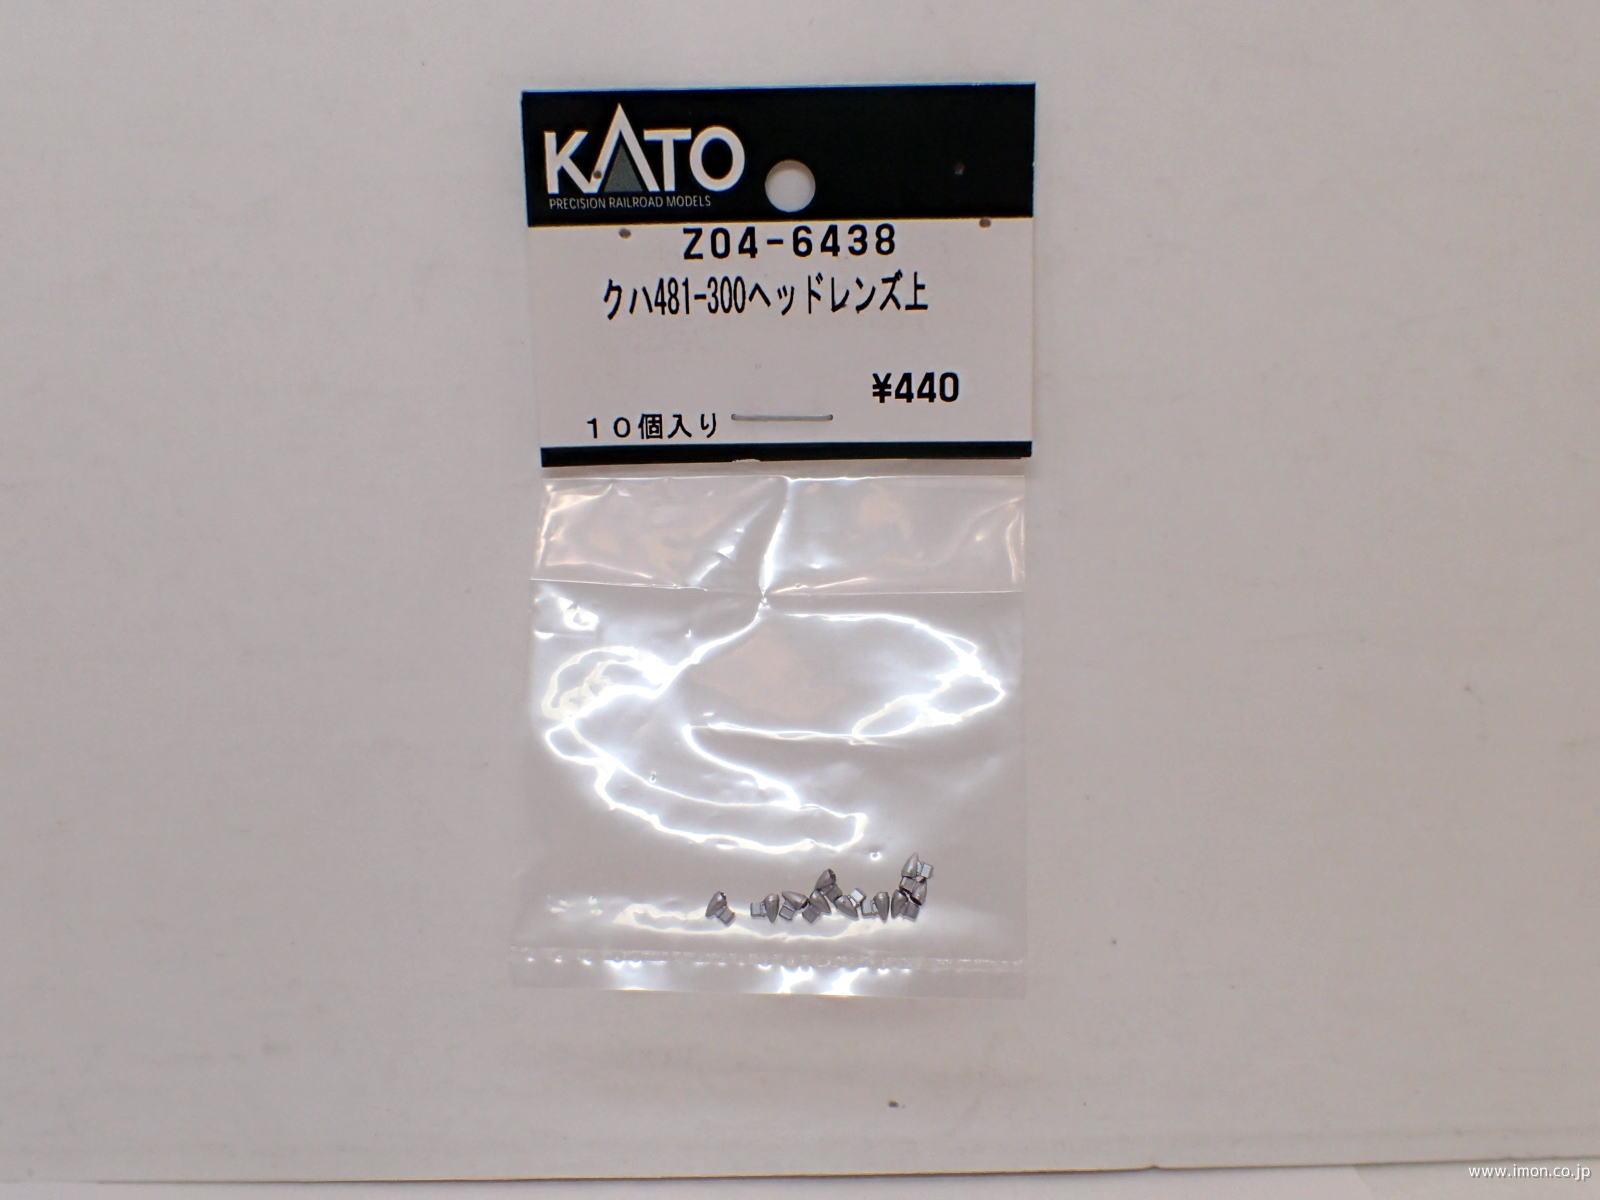 KATO
PRECISION RAILROAD MODELS
Z04-6438
クハ481-300ヘッドレンズ上
¥440
10個入り
www.imon.co.jp